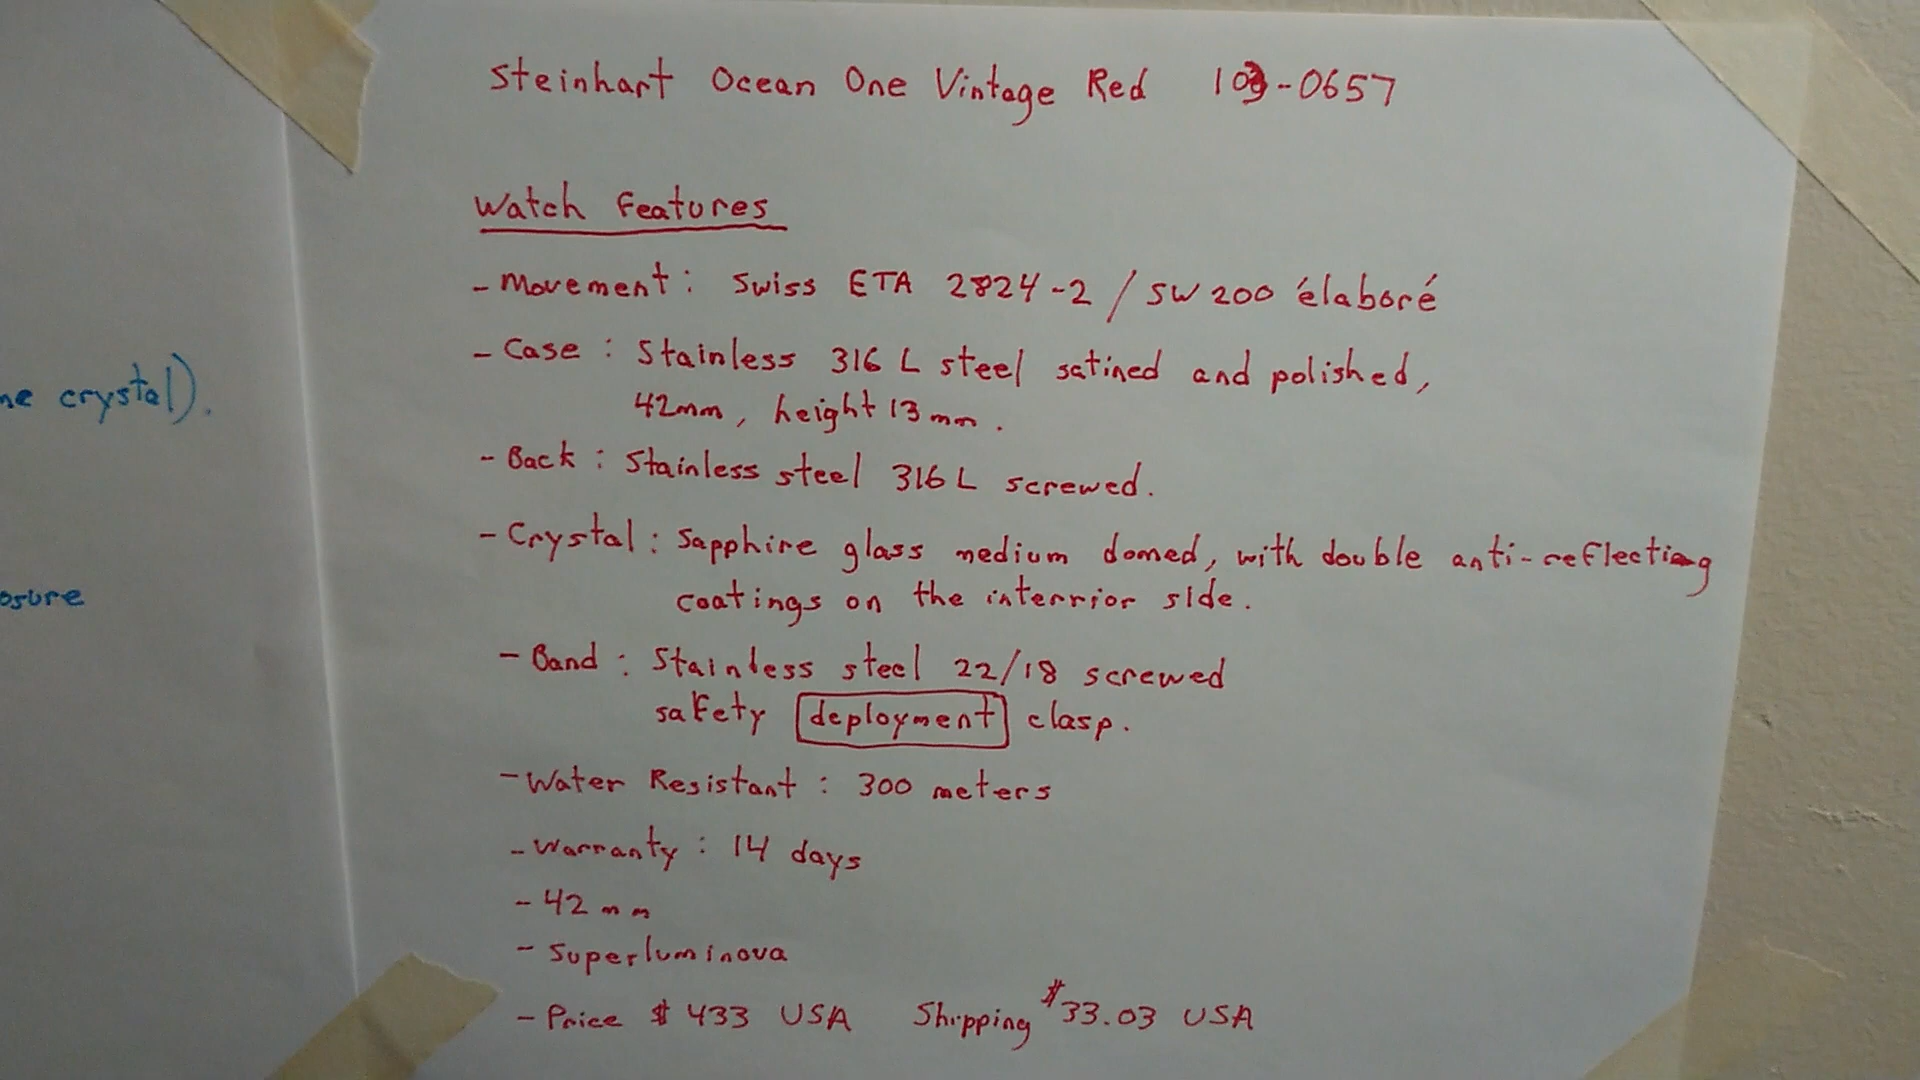 Steinhart Ocean One Vintage Red 103-0657
Watch Features
- Movement: Swiss ETA 2824-2 / SW200 élaboré
- Case: Stainless 316 L steel satined and polished,
42mm, height 13mm.
- Back: Stainless steel 316 L screwed.
- Crystal: Sapphire glass medium domed, with double anti-reflecting
coatings on the interrior side.
- Band: Stainless steel 22/18 screwed
safety deployment clasp.
- Water Resistant: 300 meters
- Warranty: 14 days
- 42mm
- Superluminova
- Price $433 USA Shipping $33.03 USA
crystal).